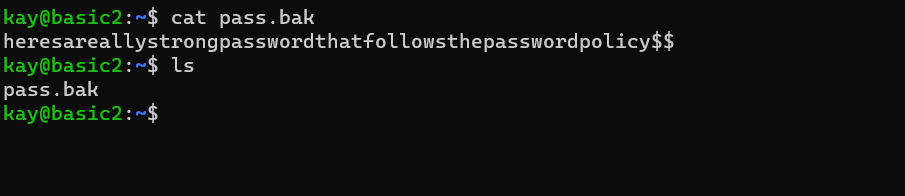 kay@basic2:~$ cat pass.bak
heresareallystrongpasswordthatfollowsthepasswordpolicy$$
kay@basic2:~$ ls
pass.bak
kay@basic2:~$